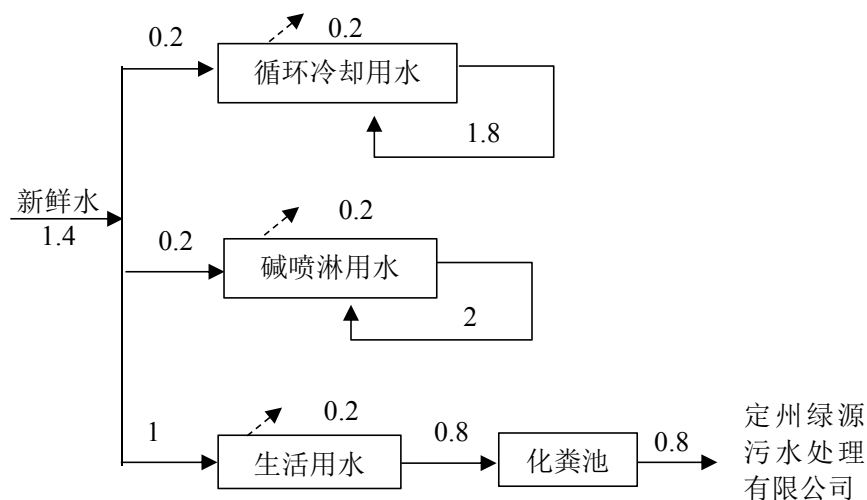 0.2
0.2
循环冷却用水
1.8
新鲜水
1.4
0.2
0.2
碱喷淋用水
2
1
0.2
生活用水
0.8
化粪池
0.8
定州绿源
污水处理
有限公司